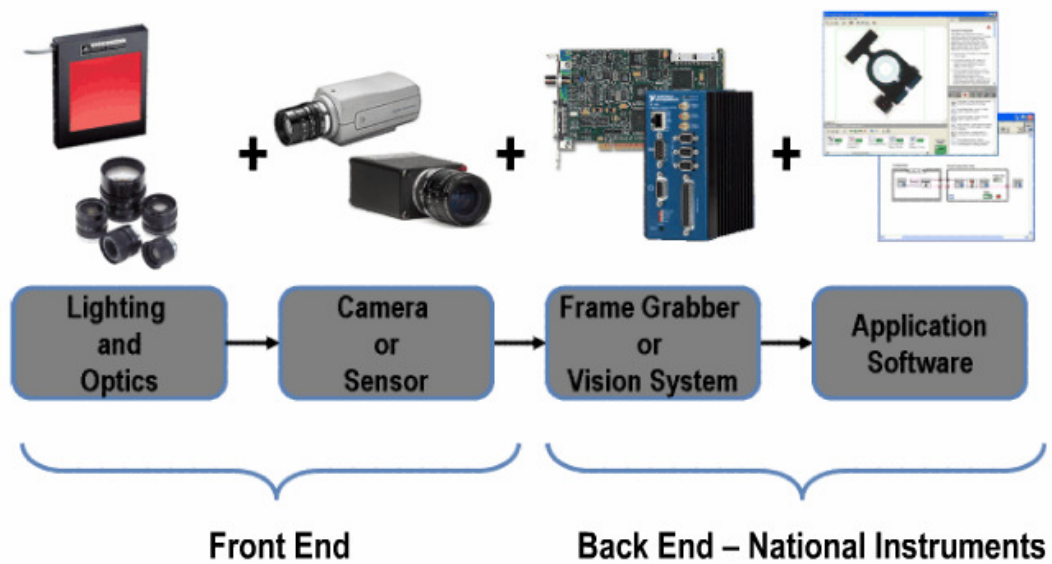 +
+
+
Lighting
and
Optics
Camera
or
Sensor
Frame Grabber
or
Vision System
Application
Software
Front End
Back End – National Instruments